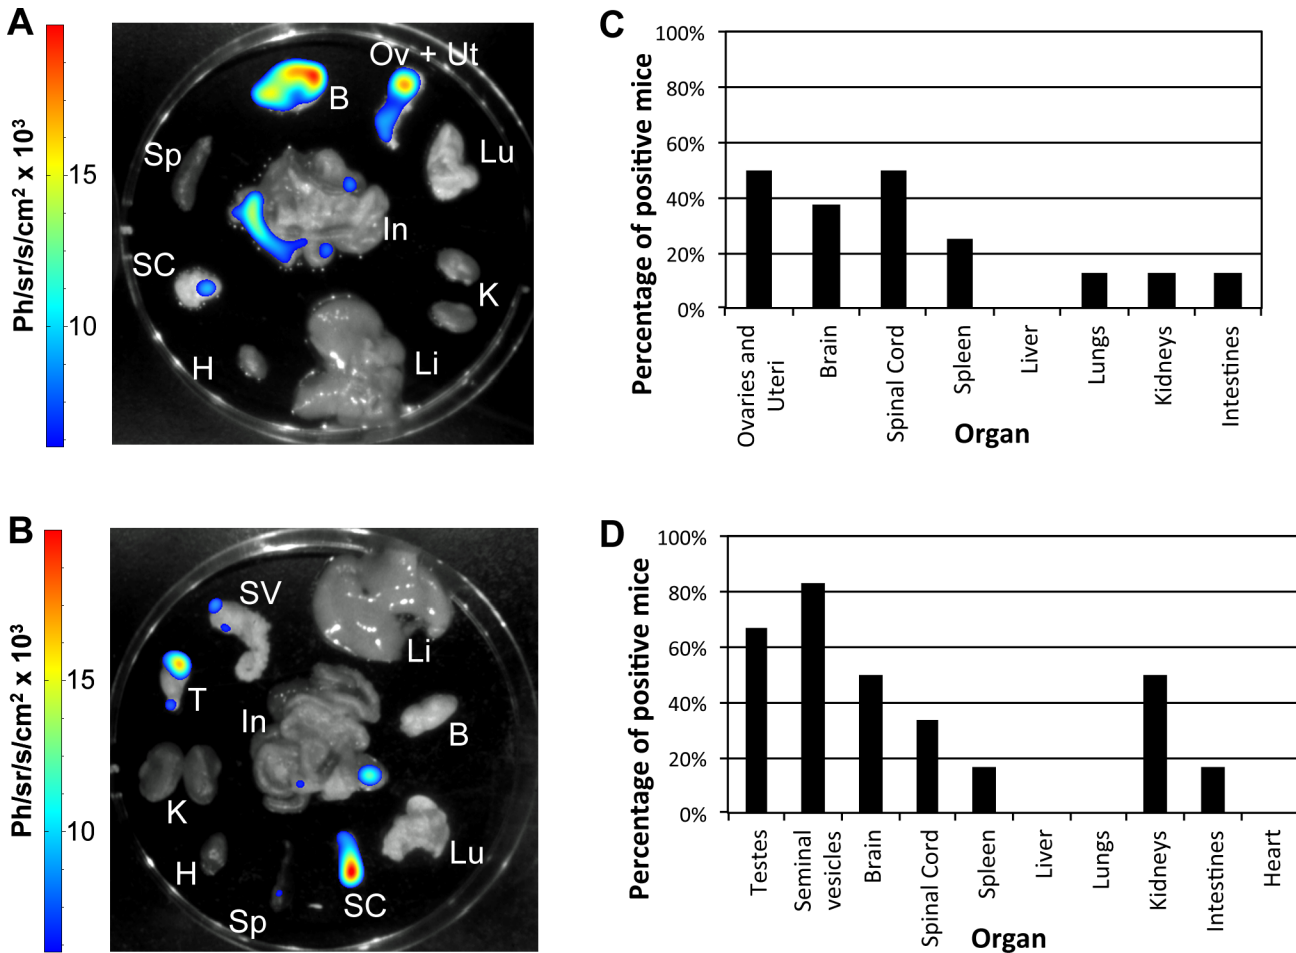 A
Ph/sr/s/cm² x 10³
15
10
B
Ov + Ut
Sp
Lu
In
SC
K
H
Li
C
Percentage of positive mice
100%
80%
60%
40%
20%
0%
Ovaries and
Uteri
Brain
Spinal Cord
Spleen
Liver
Lungs
Kidneys
Intestines
Organ
B
Ph/sr/s/cm² x 10³
15
10
SV
Li
T
In
B
K
H
Sp
SC
Lu
D
Percentage of positive mice
100%
80%
60%
40%
20%
0%
Testes
Seminal
vesicles
Brain
Spinal Cord
Spleen
Liver
Lungs
Kidneys
Intestines
Heart
Organ